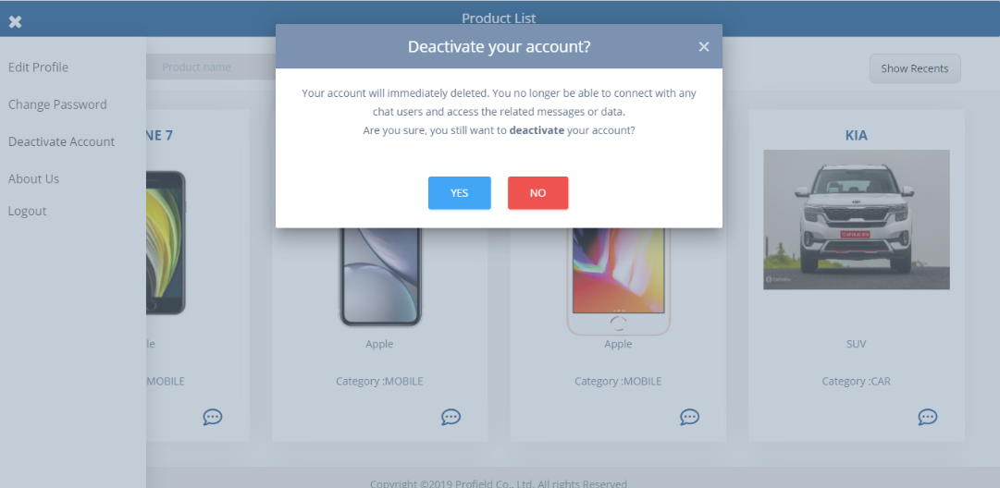 Product List
Deactivate your account?
Edit Profile
Product name
Show Recents
Your account will immediately deleted. You no longer be able to connect with any
chat users and access the related messages or data.
Are you sure, you still want to deactivate your account?
YES
NO
Change Password
Deactivate Account
About Us
Logout
NE 7
KIA
le
Apple
Apple
SUV
MOBILE
Category :MOBILE
Category :MOBILE
Category :CAR
Copyright ©2019 Profield Co., Ltd. All rights Reserved